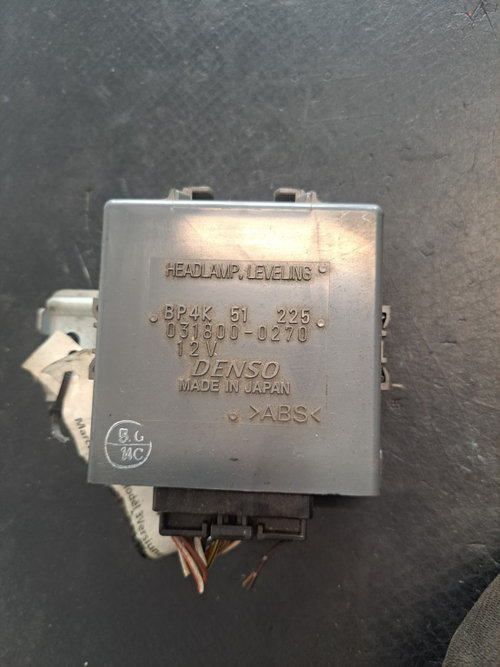 HEADLAMP, LEVELING
BP4K 51 225
031800-0270
12V
DENSO
MADE IN JAPAN
>ABS<